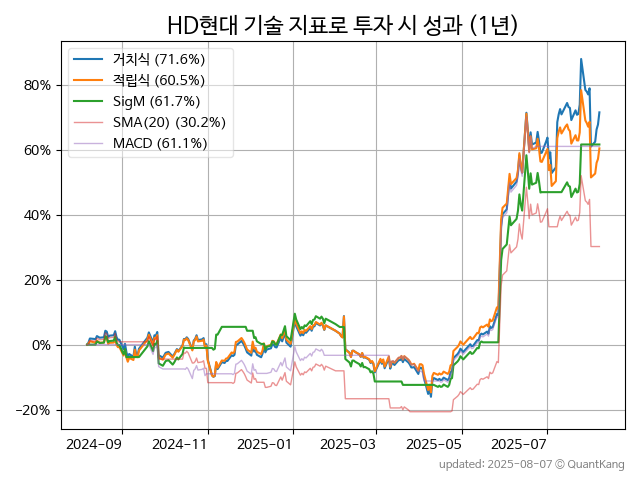 HD현대 기술 지표로 투자 시 성과 (1년)
거치식 (71.6%)
적립식 (60.5%)
SigM (61.7%)
SMA(20) (30.2%)
MACD (61.1%)
80%
60%
40%
20%
0%
−20%
2024-09 2024-11 2025-01 2025-03 2025-05 2025-07
updated: 2025-08-07 © QuantKang